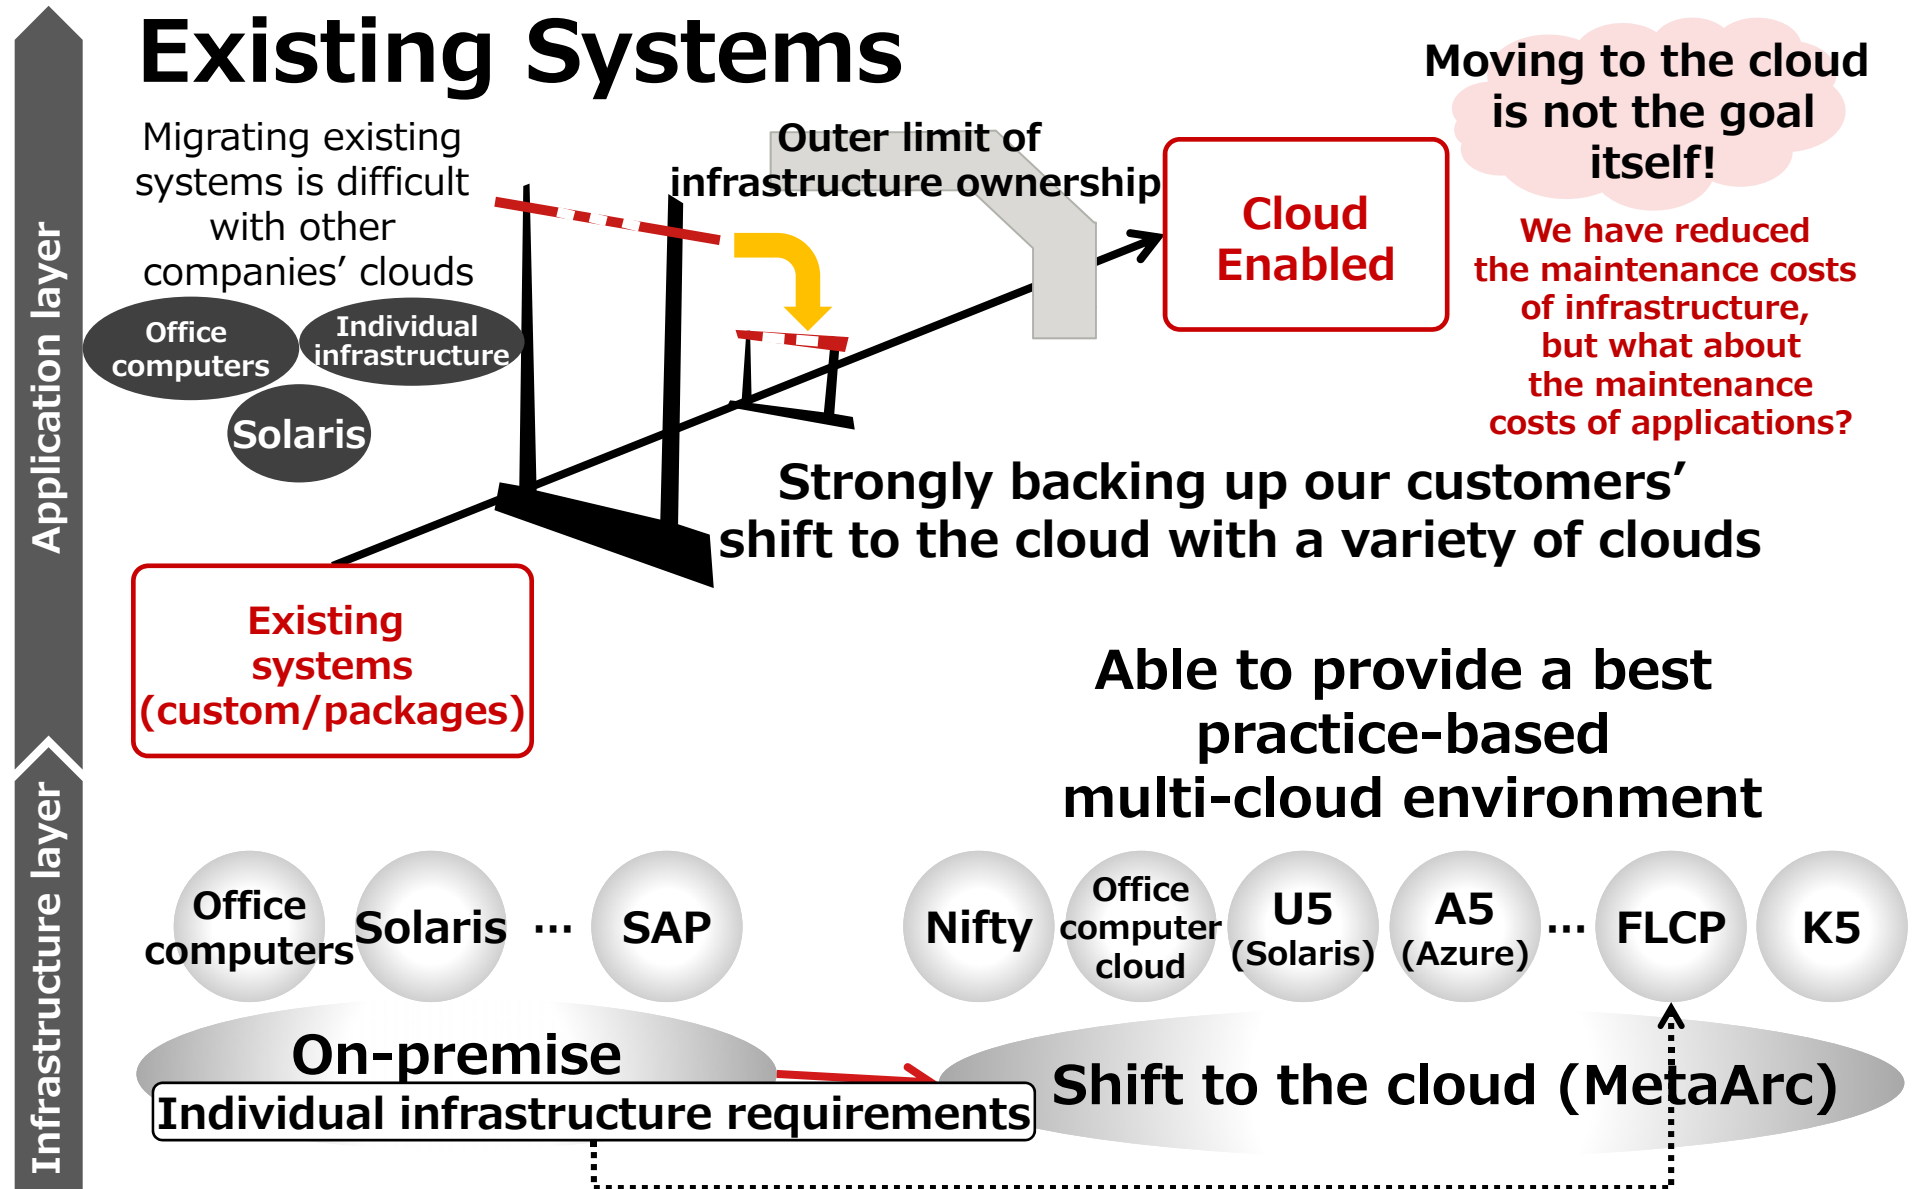 Existing Systems
Moving to the cloud
is not the goal
itself!
Migrating existing
systems is difficult
with other
companies’ clouds
Outer limit of
infrastructure ownership
Cloud
Enabled
We have reduced
the maintenance costs
of infrastructure,
but what about
the maintenance
costs of applications?
Office
computers
Individual
infrastructure
Solaris
Application layer
Strongly backing up our customers’
shift to the cloud with a variety of clouds
Existing
systems
(custom/packages)
Able to provide a best
practice-based
multi-cloud environment
Infrastructure layer
Office
computers
Solaris
...
SAP
Nifty
Office
computer
cloud
U5
(Solaris)
A5
(Azure)
...
FLCP
K5
On-premise
Individual infrastructure requirements
Shift to the cloud (MetaArc)